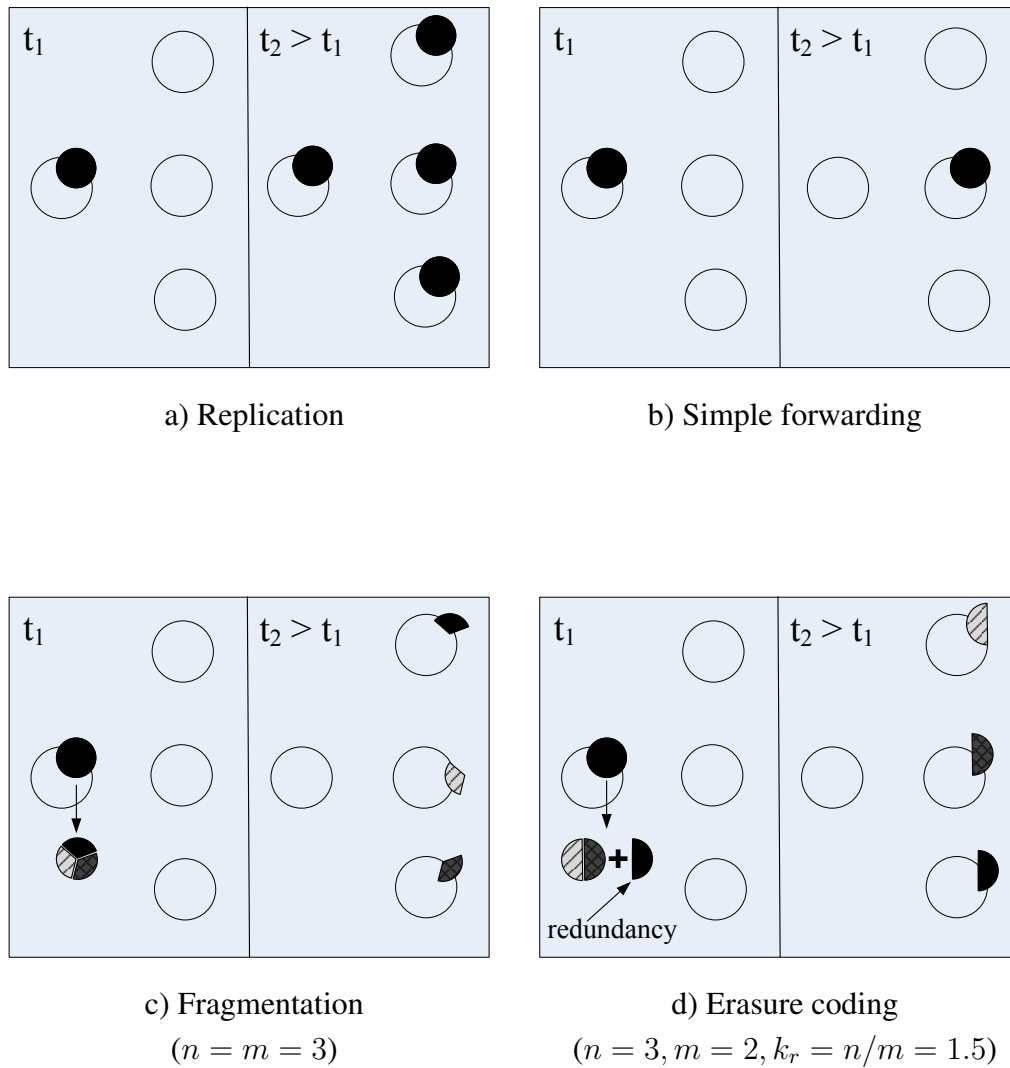 t₁ t₂ > t₁
a) Replication
t₁ t₂ > t₁
b) Simple forwarding
t₁ t₂ > t₁
c) Fragmentation
(n = m = 3)
t₁ t₂ > t₁
redundancy
d) Erasure coding
(n = 3, m = 2, kᵣ = n/m = 1.5)